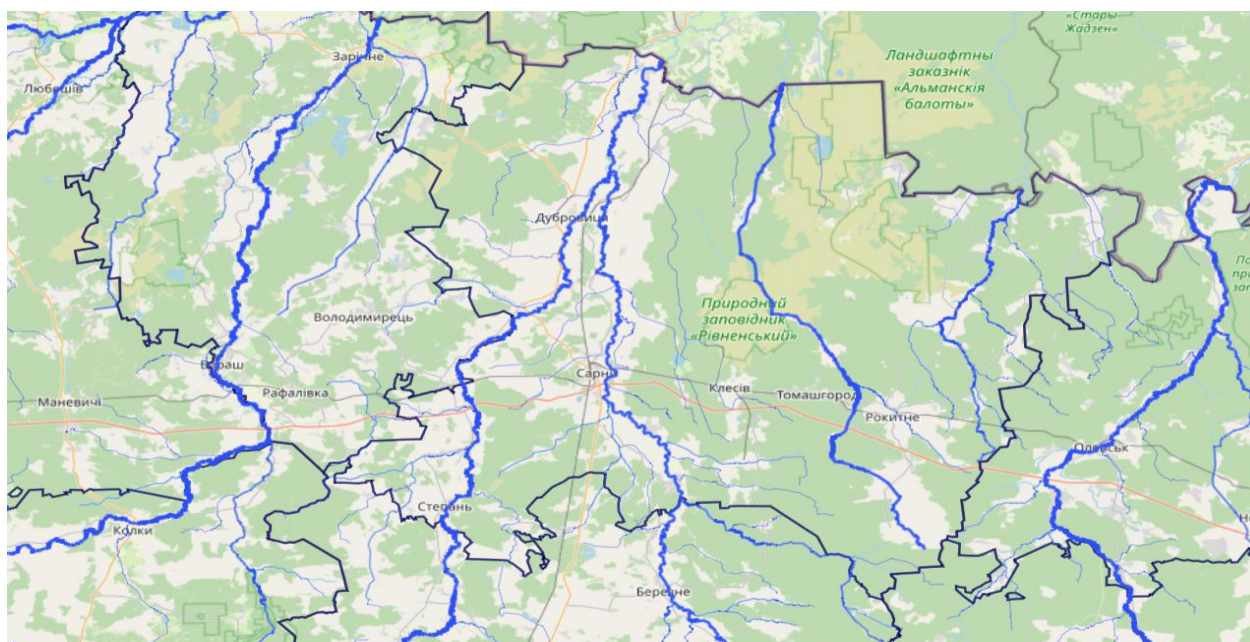 «Стары
Жадзен»
Зарічне
Ландшафтны
заказнік
«Альманскія
балоты»
Любешів
Дубровиця
Природний
заповідник
«Рівненський»
Володимирець
Вараш
Рафалівка
Сарни
Клесів
Томашгород
Маневичі
Рокитне
Олевськ
Степань
Колки
Березне